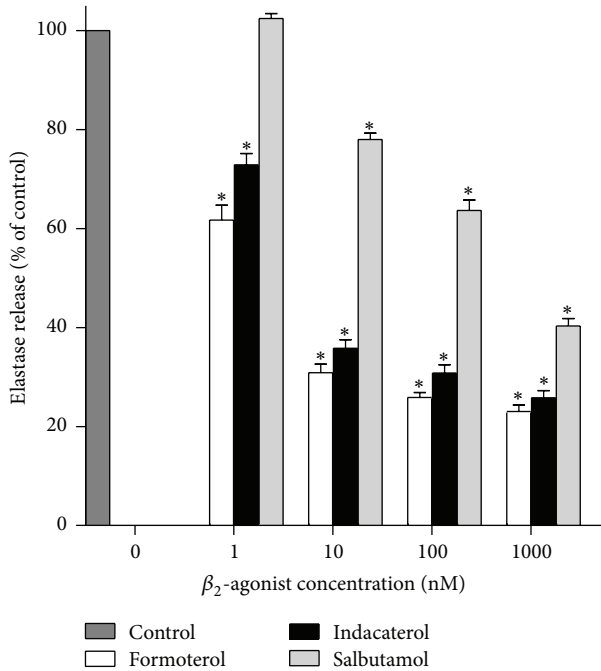 Elastase release (% of control)
100
80
60
40
20
0
* * *
* * *
* * *
* *
0 1 10 100 1000
β₂-agonist concentration (nM)
Control Indacaterol
Formoterol Salbutamol